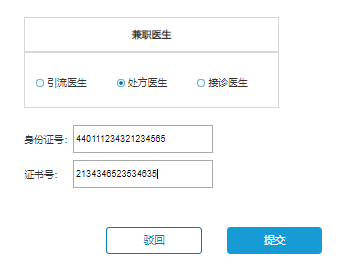 兼职医生
引流医生 处方医生 接诊医生
身份证号: 440111234321234565
证书号: 2134346523534635
驳回 提交